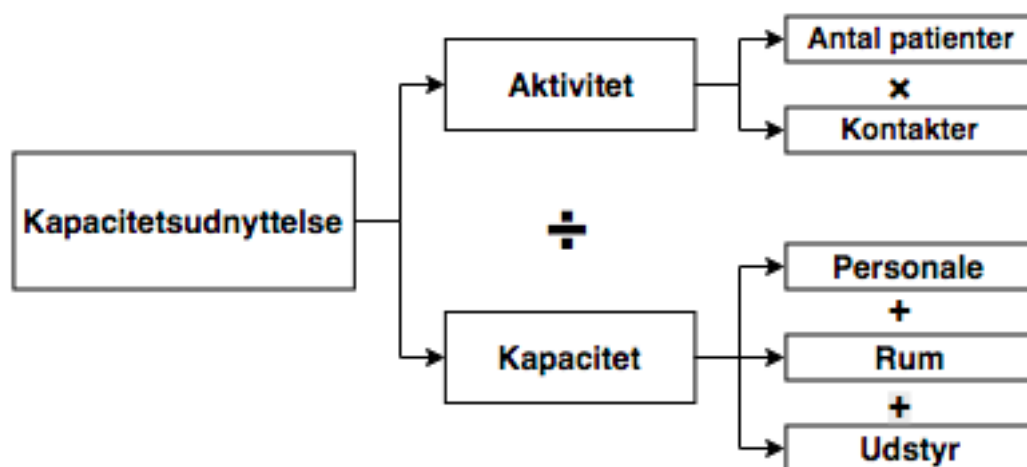 Antal patienter
×
Kontakter
Aktivitet
Kapacitetsudnyttelse
÷
Kapacitet
Personale
+
Rum
+
Udstyr